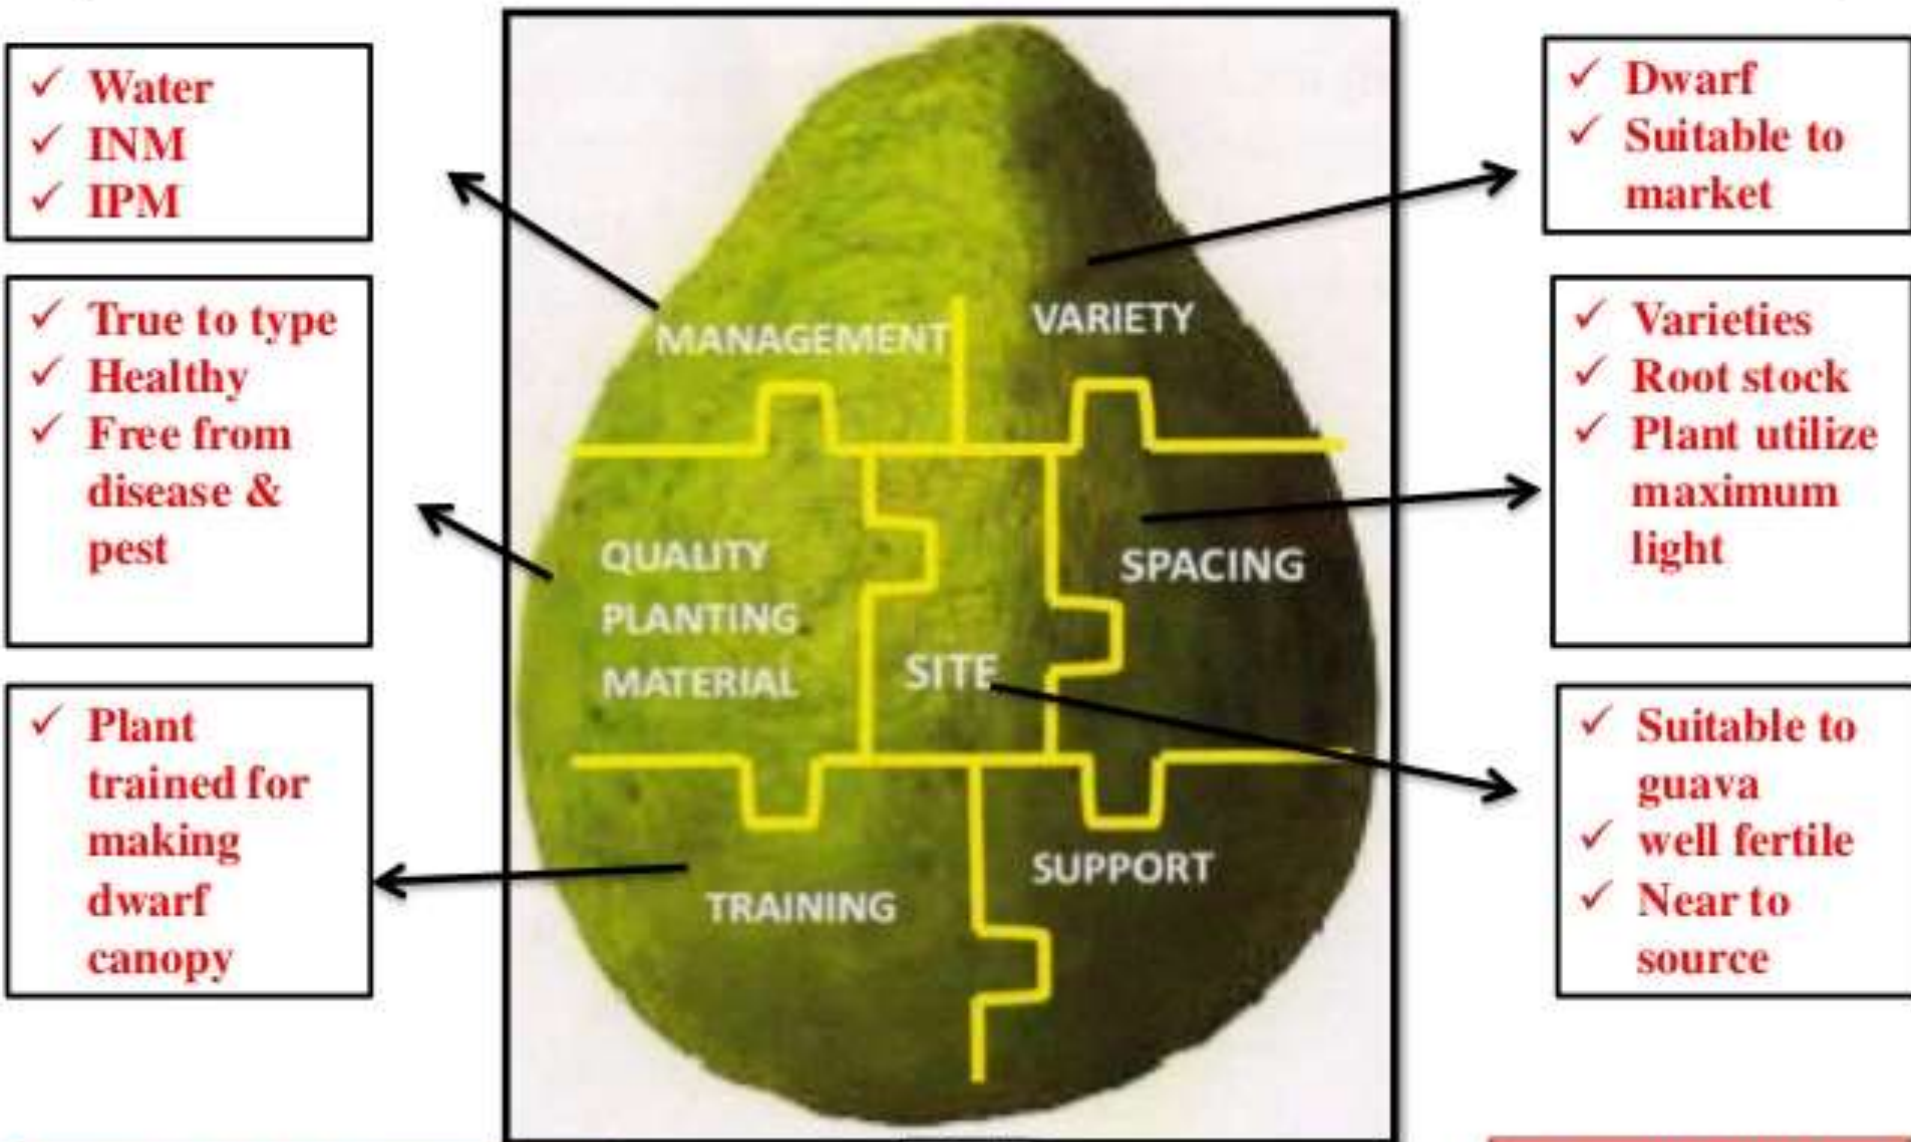 ✓ Water
✓ INM
✓ IPM
✓ True to type
✓ Healthy
✓ Free from
disease &
pest
✓ Plant
trained for
making
dwarf
canopy
MANAGEMENT
VARIETY
QUALITY
PLANTING
MATERIAL
SITE
SPACING
TRAINING
SUPPORT
✓ Dwarf
✓ Suitable to
market
✓ Varieties
✓ Root stock
✓ Plant utilize
maximum
light
✓ Suitable to
guava
✓ well fertile
✓ Near to
source